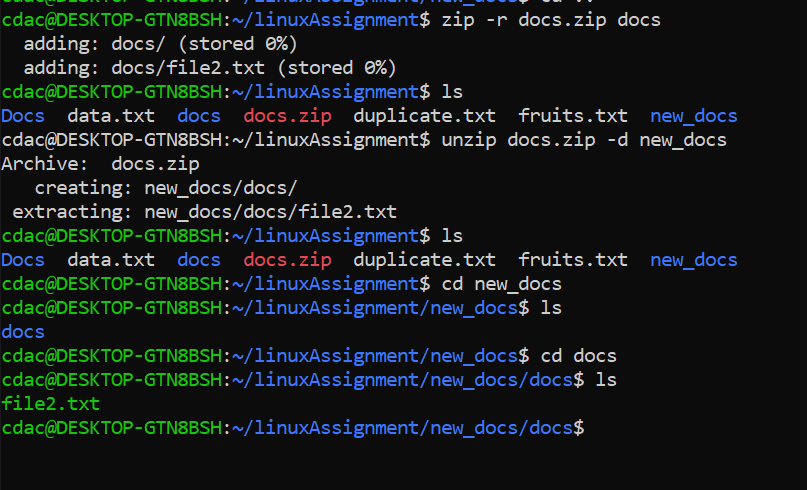 cdac@DESKTOP-GTN8BSH:~/linuxAssignment$ zip -r docs.zip docs
  adding: docs/ (stored 0%)
  adding: docs/file2.txt (stored 0%)
cdac@DESKTOP-GTN8BSH:~/linuxAssignment$ ls
Docs  data.txt  docs  docs.zip  duplicate.txt  fruits.txt  new_docs
cdac@DESKTOP-GTN8BSH:~/linuxAssignment$ unzip docs.zip -d new_docs
Archive:  docs.zip
   creating: new_docs/docs/
 extracting: new_docs/docs/file2.txt
cdac@DESKTOP-GTN8BSH:~/linuxAssignment$ ls
Docs  data.txt  docs  docs.zip  duplicate.txt  fruits.txt  new_docs
cdac@DESKTOP-GTN8BSH:~/linuxAssignment$ cd new_docs
cdac@DESKTOP-GTN8BSH:~/linuxAssignment/new_docs$ ls
docs
cdac@DESKTOP-GTN8BSH:~/linuxAssignment/new_docs$ cd docs
cdac@DESKTOP-GTN8BSH:~/linuxAssignment/new_docs/docs$ ls
file2.txt
cdac@DESKTOP-GTN8BSH:~/linuxAssignment/new_docs/docs$